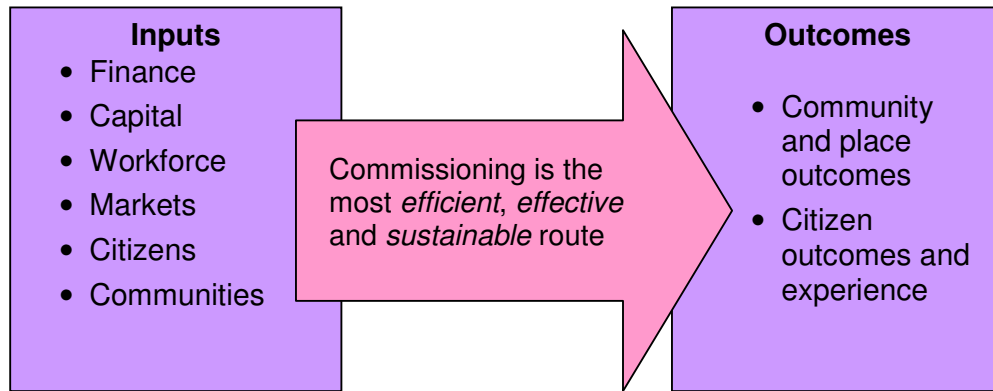 Inputs
• Finance
• Capital
• Workforce
• Markets
• Citizens
• Communities
Commissioning is the
most efficient, effective
and sustainable route
Outcomes
• Community
and place
outcomes
• Citizen
outcomes and
experience